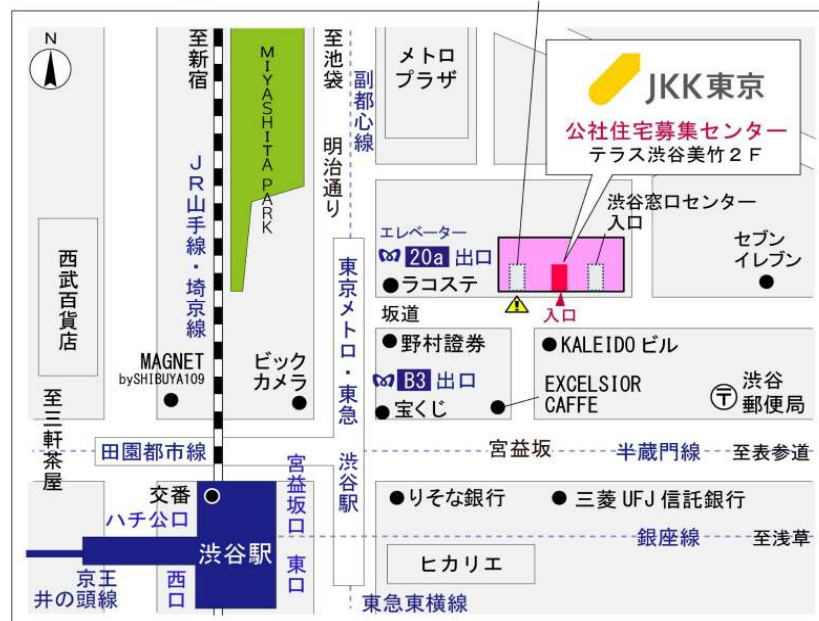 N
至新宿
MIYASHITA PARK
至池袋
副都心線
明治通り
メトロ
プラザ
JKK東京
公社住宅募集センター
テラス渋谷美竹2F
JR山手線・埼京線
西武百貨店
エレベーター
20a 出口
ラコステ
渋谷窓口センター
入口
セブン
イレブン
坂道
入口
東京メトロ・東急 渋谷駅
野村證券
KALEIDO ビル
MAGNET
bySHIBUYA109
ビック
カメラ
B3 出口
宝くじ
EXCELSIOR
CAFFE
〒
渋谷
郵便局
至三軒茶屋
田園都市線
宮益坂
半蔵門線
至表参道
交番
ハチ公口
宮益坂口
りそな銀行
三菱 UFJ 信託銀行
渋谷駅
銀座線
至浅草
京王
井の頭線
西口
東口
ヒカリエ
東急東横線